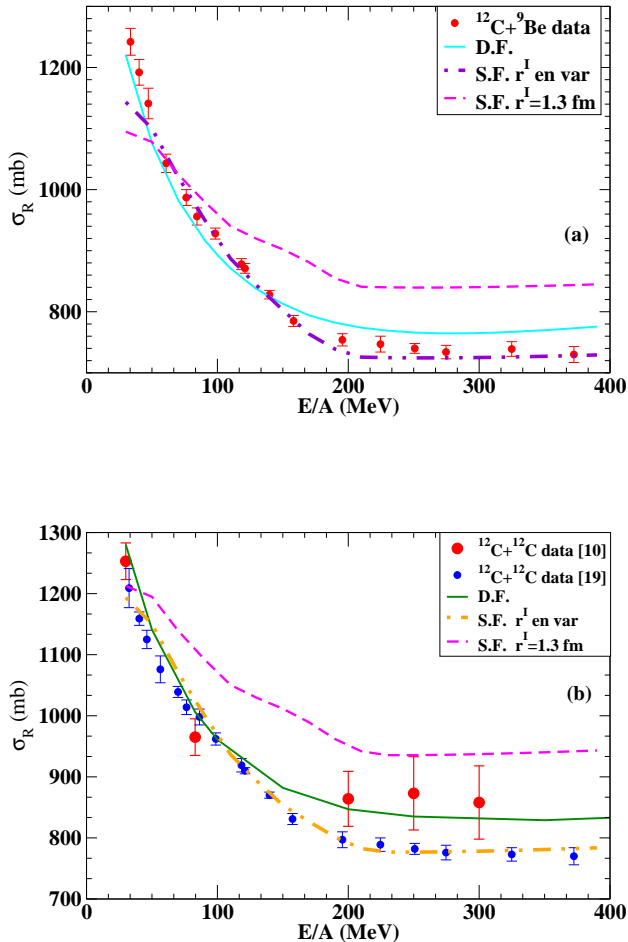 ¹²C+⁹Be data
D.F.
S.F. rᴵ en var
S.F. rᴵ=1.3 fm
1200
1000
800
σ_R (mb)
(a)
0 100 200 300 400
E/A (MeV)
¹²C+¹²C data [10]
¹²C+¹²C data [19]
D.F.
S.F. rᴵ en var
S.F. rᴵ=1.3 fm
1300
1200
1100
1000
900
800
700
σ_R (mb)
(b)
0 100 200 300 400
E/A (MeV)